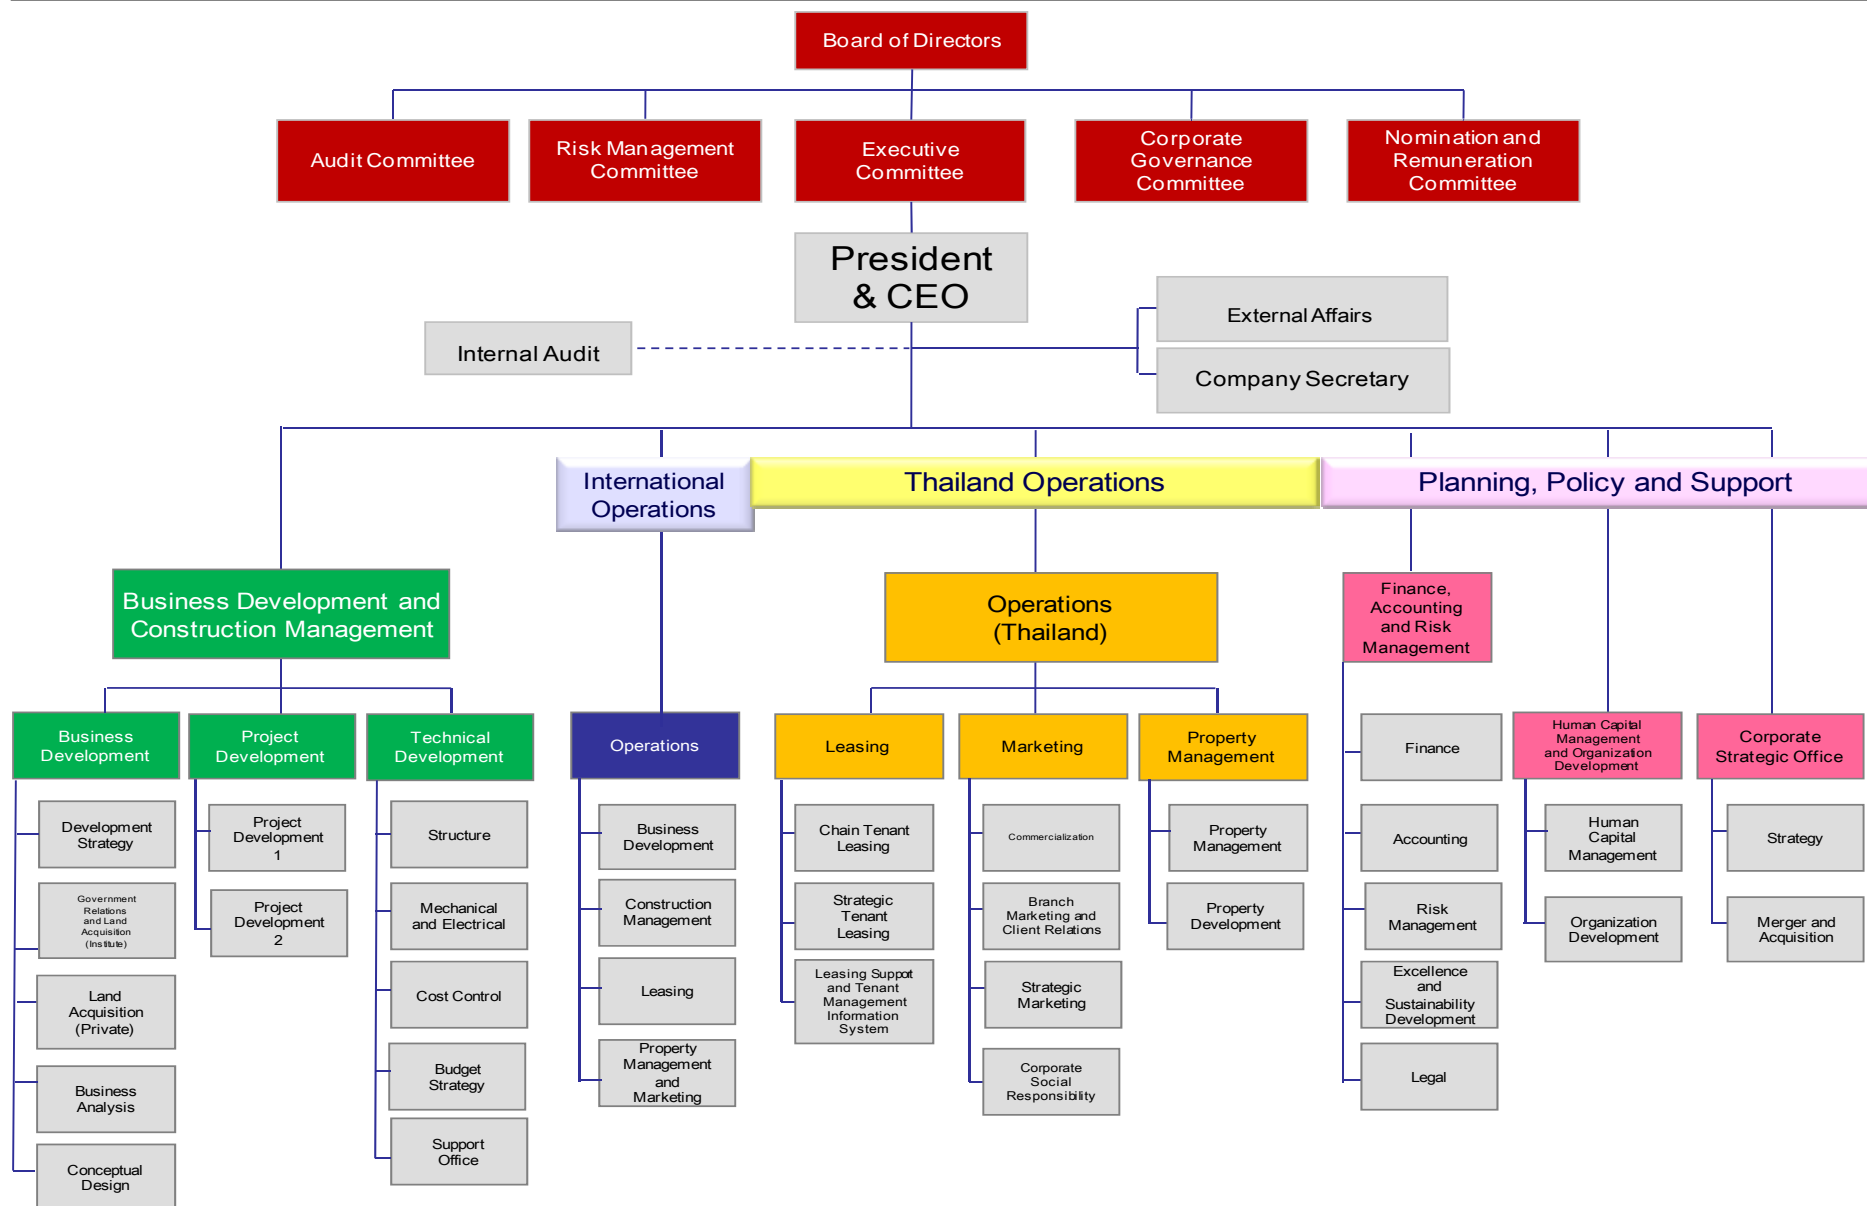 Board of Directors
Audit Committee
Risk Management
Committee
Executive
Committee
Corporate
Governance
Committee
Nomination and
Remuneration
Committee
President
& CEO
External Affairs
Internal Audit
Company Secretary
International
Operations
Thailand Operations
Planning, Policy and Support
Business Development and
Construction Management
Operations
(Thailand)
Finance,
Accounting
and Risk
Management
Business
Development
Project
Development
Technical
Development
Operations
Leasing
Marketing
Property
Management
Human Capital
Management
and Organization
Development
Corporate
Strategic Office
Development
Strategy
Government
Relations
and Land
Acquisition
(Institute)
Land
Acquisition
(Private)
Business
Analysis
Conceptual
Design
Project
Development
1
Project
Development
2
Structure
Mechanical
and Electrical
Cost Control
Budget
Strategy
Support
Office
Business
Development
Construction
Management
Leasing
Property
Management
and
Marketing
Chain Tenant
Leasing
Strategic
Tenant
Leasing
Leasing Suppot
and Tenant
Management
Information
System
Commercialization
Branch
Marketing and
Client Relations
Strategic
Marketing
Corporate
Social
Responsibility
Property
Management
Property
Development
Finance
Accounting
Risk
Management
Excellence
and
Sustainability
Development
Legal
Human
Capital
Management
Organization
Development
Strategy
Merger and
Acquisition